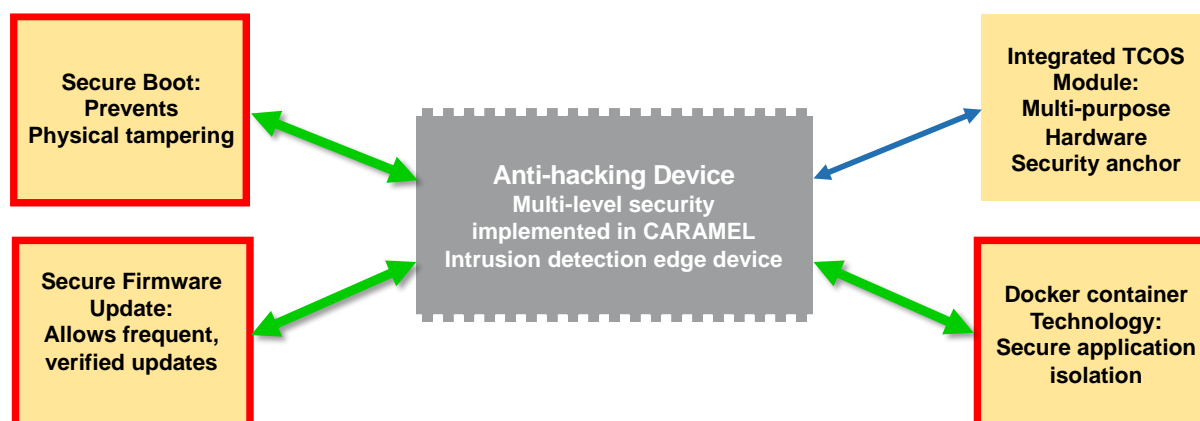 Secure Boot:
Prevents
Physical tampering
Integrated TCOS
Module:
Multi-purpose
Hardware
Security anchor
Anti-hacking Device
Multi-level security
implemented in CARAMEL
Intrusion detection edge device
Secure Firmware
Update:
Allows frequent,
verified updates
Docker container
Technology:
Secure application
isolation